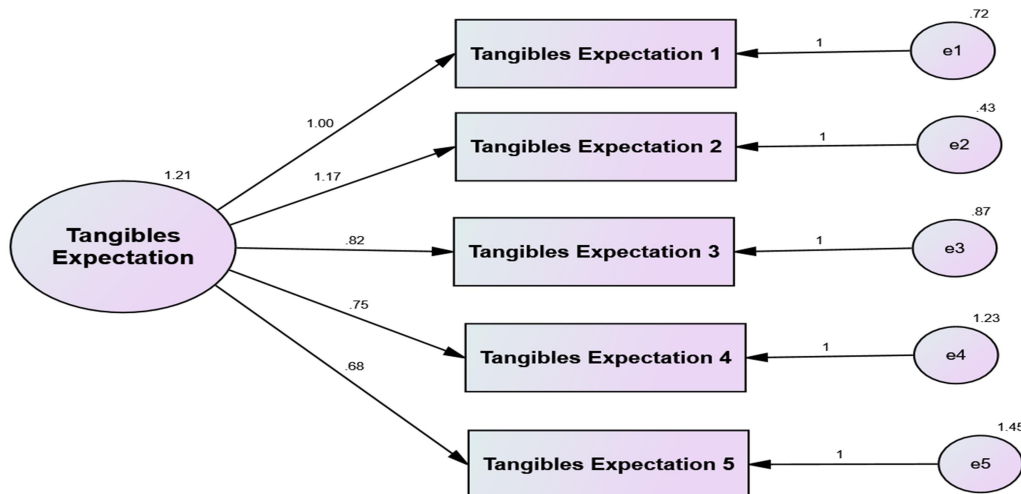 .72
Tangibles Expectation 1
1
e1
1.00
.43
Tangibles Expectation 2
1
e2
1.17
1.21
Tangibles
Expectation
.87
.82
Tangibles Expectation 3
1
e3
.75
1.23
Tangibles Expectation 4
1
e4
.68
1.45
Tangibles Expectation 5
1
e5